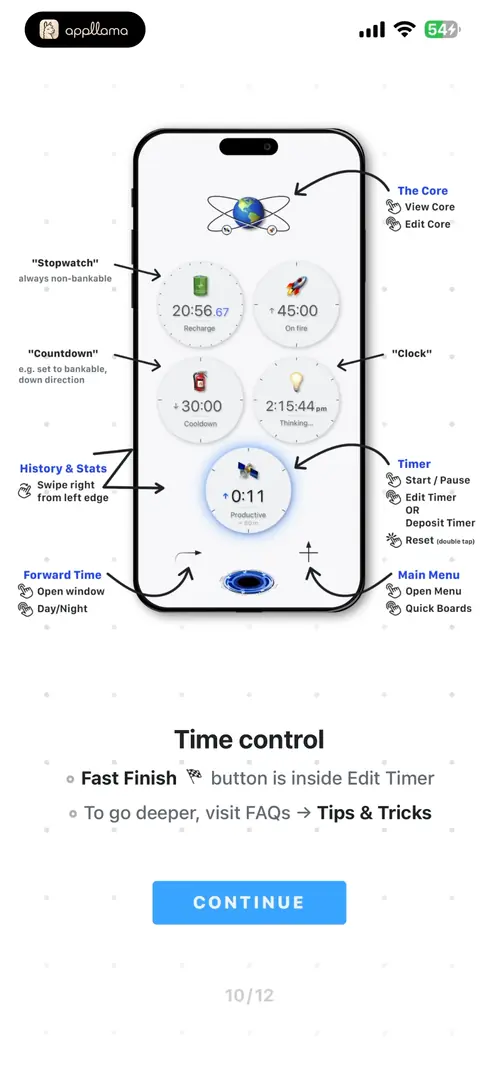 appllama
54
The Core
View Core
Edit Core
"Stopwatch"
always non-bankable
20:56.67
Recharge
↑45:00
On fire
"Countdown"
e.g. set to bankable,
down direction
"Clock"
↓30:00
Cooldown
2:15:44pm
Thinking...
History & Stats
Swipe right
from left edge
↑0:11
Productive
Timer
Start / Pause
Edit Timer
OR
Deposit Timer
Reset (double tap)
Forward Time
Open window
Day/Night
Main Menu
Open Menu
Quick Boards
Time control
Fast Finish button is inside Edit Timer
To go deeper, visit FAQs → Tips & Tricks
CONTINUE
10/12